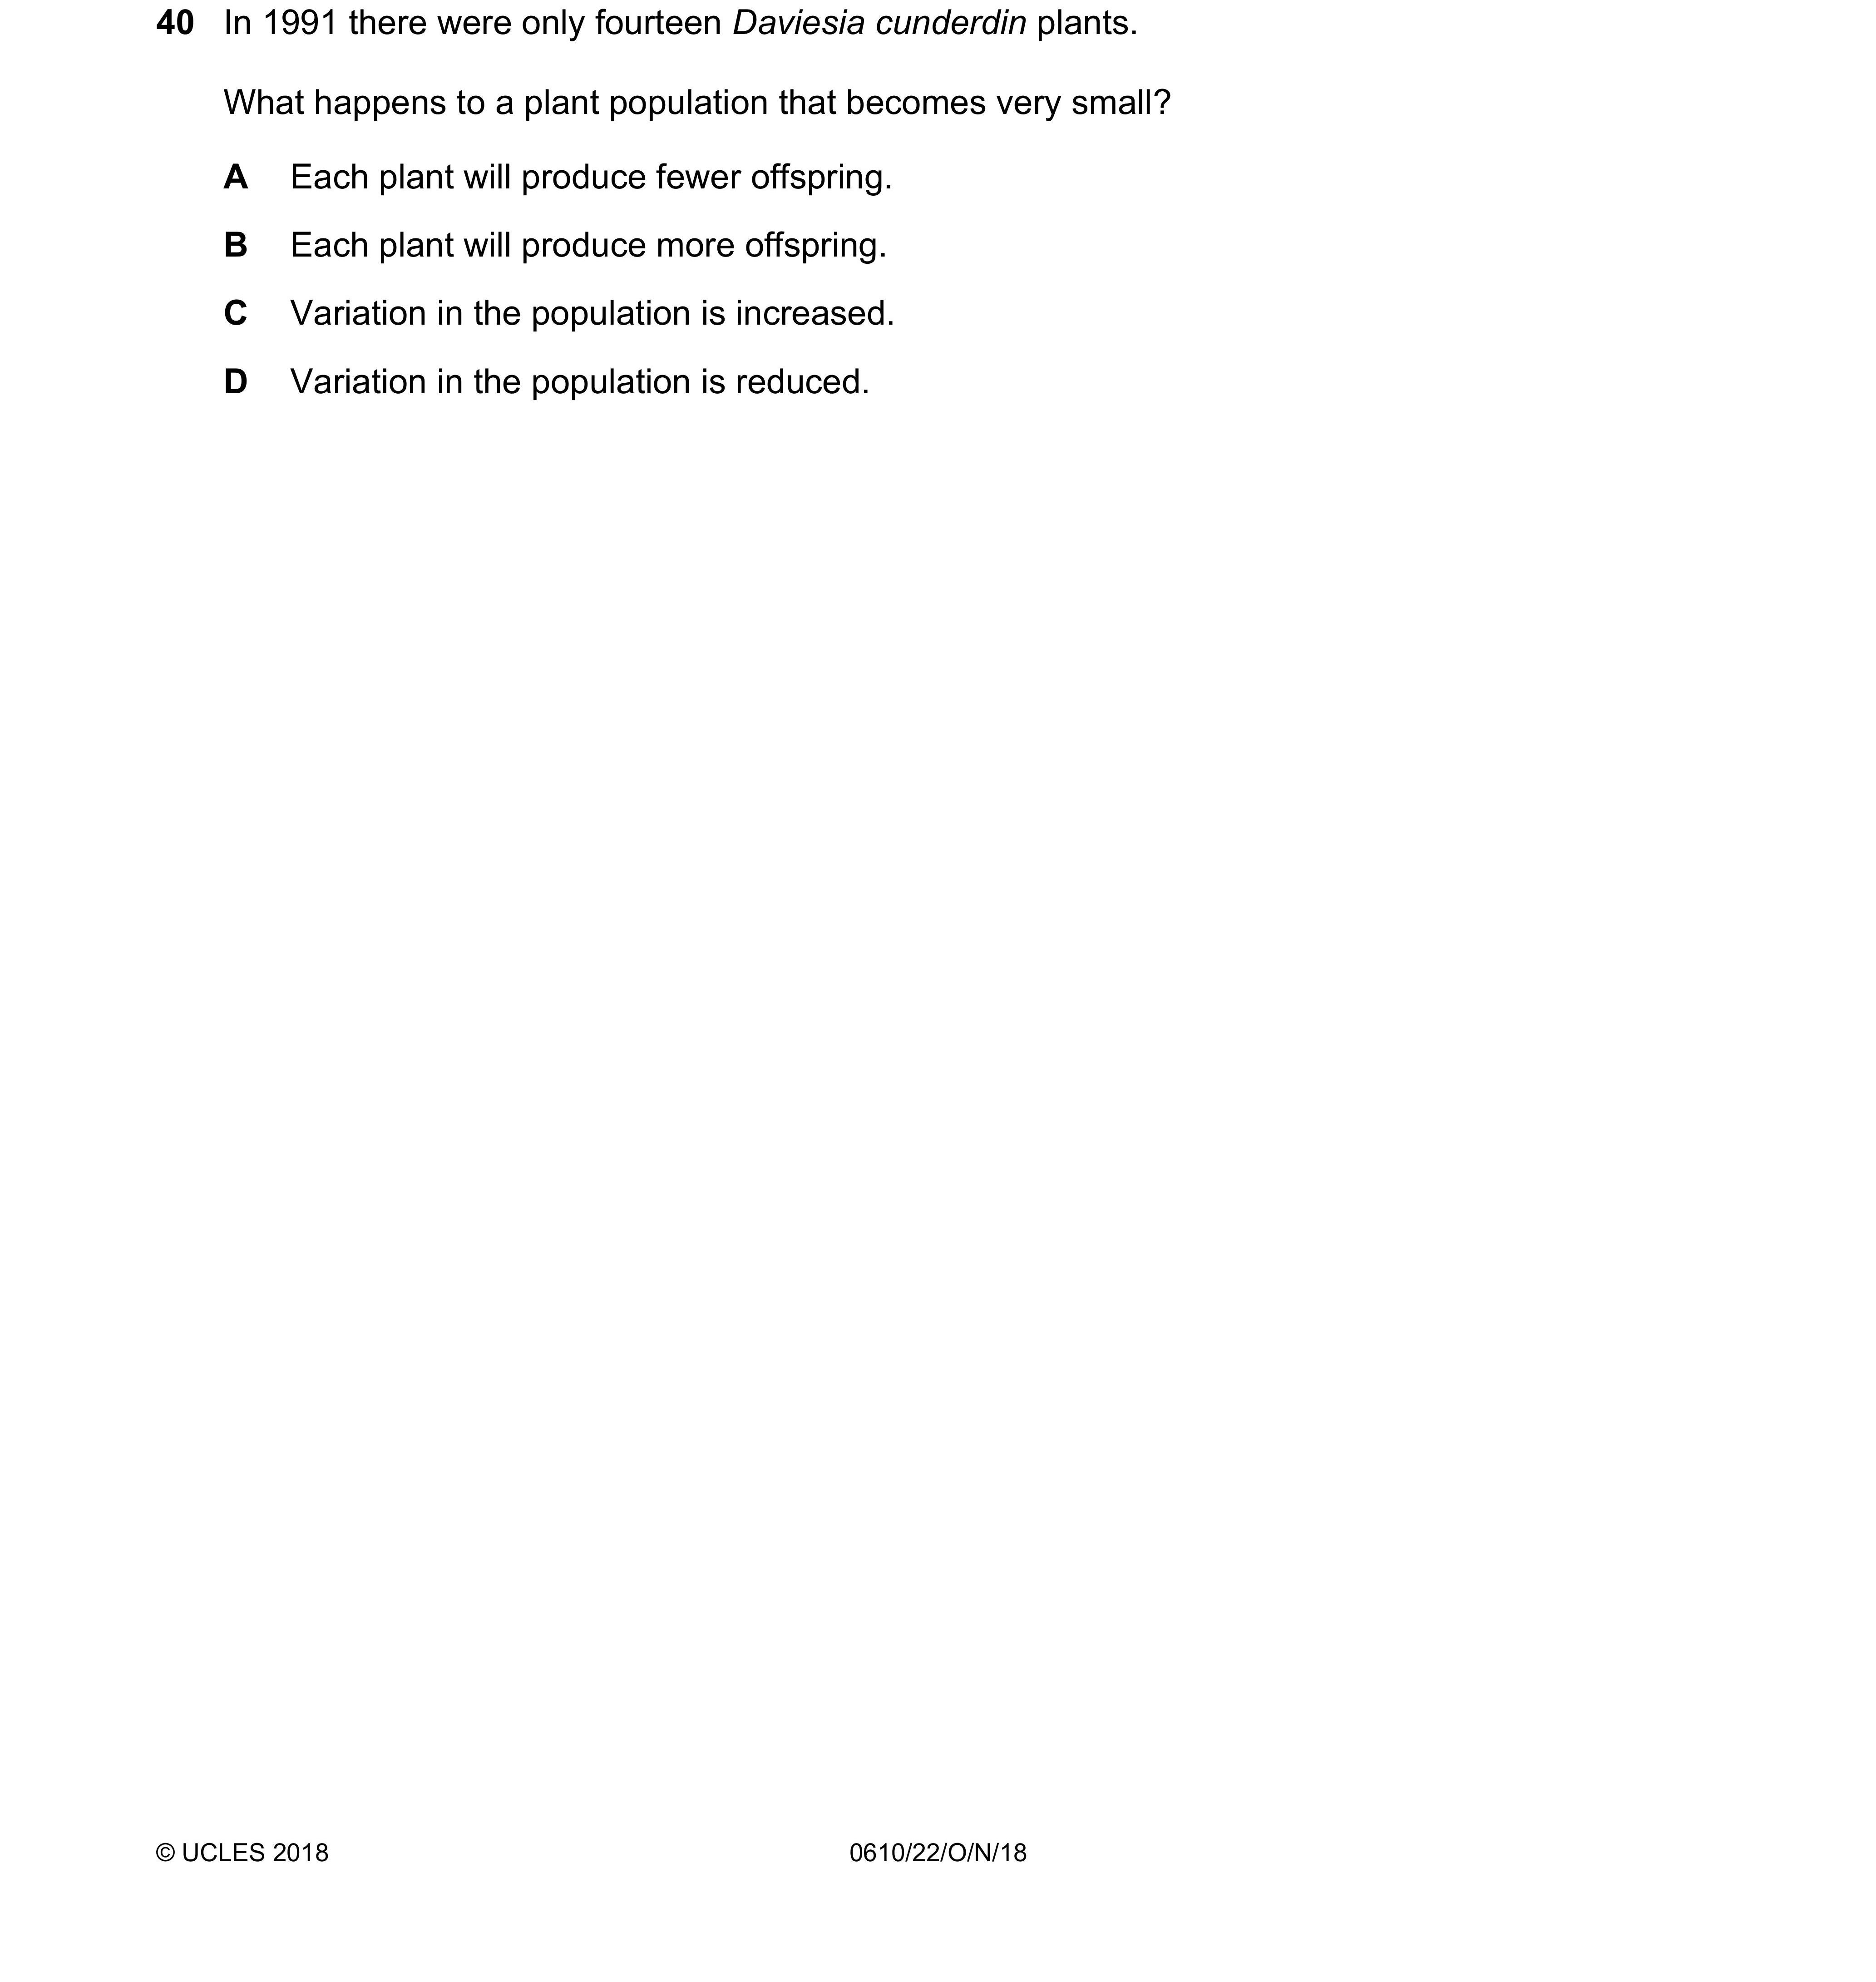 40 In 1991 there were only fourteen Daviesia cunderdin plants.
What happens to a plant population that becomes very small?
A Each plant will produce fewer offspring.
B Each plant will produce more offspring.
C Variation in the population is increased.
D Variation in the population is reduced.
© UCLES 2018 0610/22/O/N/18